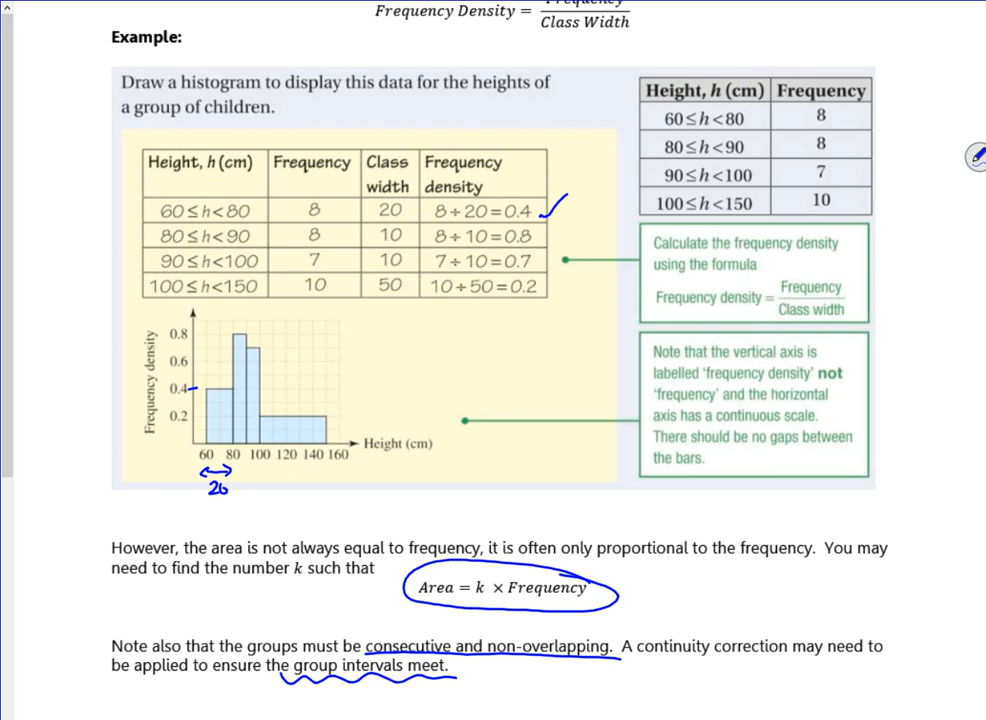 Frequency Density = Frequency
Class Width
Example:
Draw a histogram to display this data for the heights of
a group of children.
Height, h (cm) Frequency Class width Frequency density
60≤h<80 8 20 8÷20=0.4
80≤h<90 8 10 8÷10=0.8
90≤h<100 7 10 7÷10=0.7
100≤h<150 10 50 10÷50=0.2
Height, h (cm) Frequency
60≤h<80 8
80≤h<90 8
90≤h<100 7
100≤h<150 10
Calculate the frequency density
using the formula
Frequency density = Frequency
Class width
Frequency density
0.8
0.6
0.4
0.2
60 80 100 120 140 160
Height (cm)
20
Note that the vertical axis is
labelled ‘frequency density’ not
‘frequency’ and the horizontal
axis has a continuous scale.
There should be no gaps between
the bars.
However, the area is not always equal to frequency, it is often only proportional to the frequency. You may
need to find the number k such that
Area = k × Frequency
Note also that the groups must be consecutive and non-overlapping. A continuity correction may need to
be applied to ensure the group intervals meet.